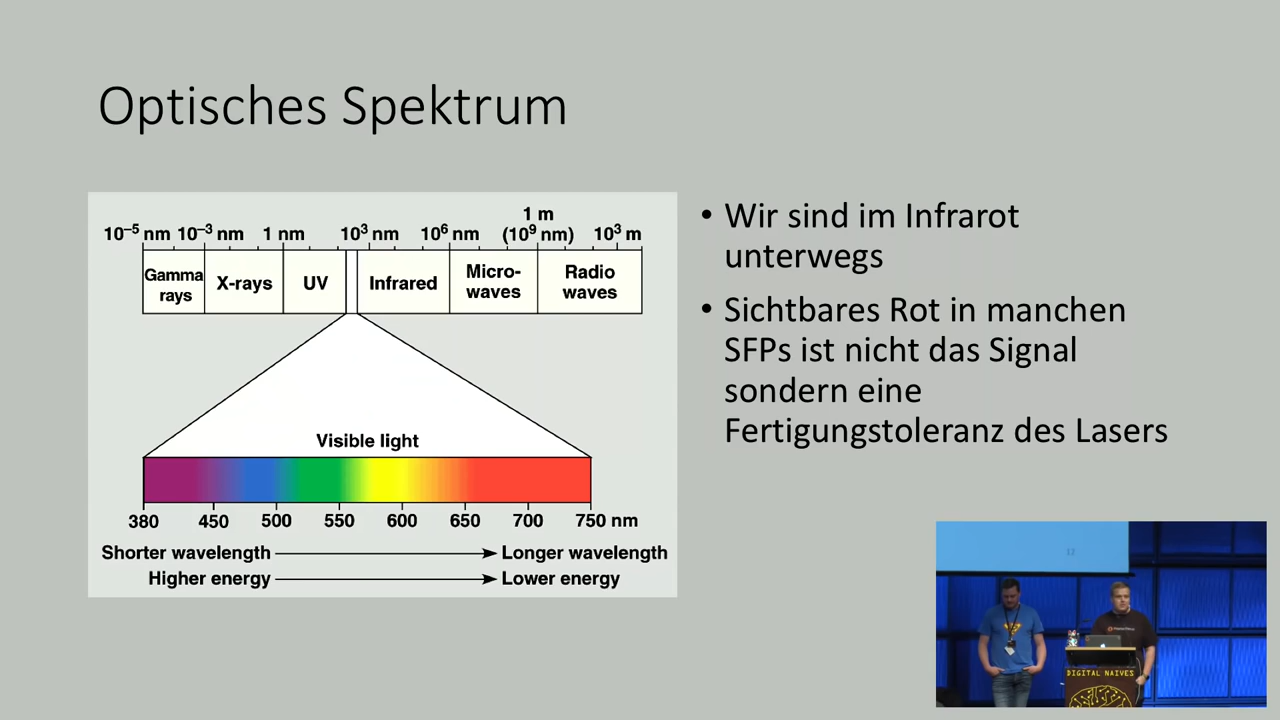 Optisches Spektrum
1 m
10⁻⁵ nm 10⁻³ nm 1 nm 10³ nm 10⁶ nm (10⁹ nm) 10³ m
Gamma rays X-rays UV Infrared Micro-waves Radio waves
Visible light
380 450 500 550 600 650 700 750 nm
Shorter wavelength Longer wavelength
Higher energy Lower energy
• Wir sind im Infrarot
unterwegs
• Sichtbares Rot in manchen
SFPs ist nicht das Signal
sondern eine
Fertigungstoleranz des Lasers
DIGITAL NAIVES